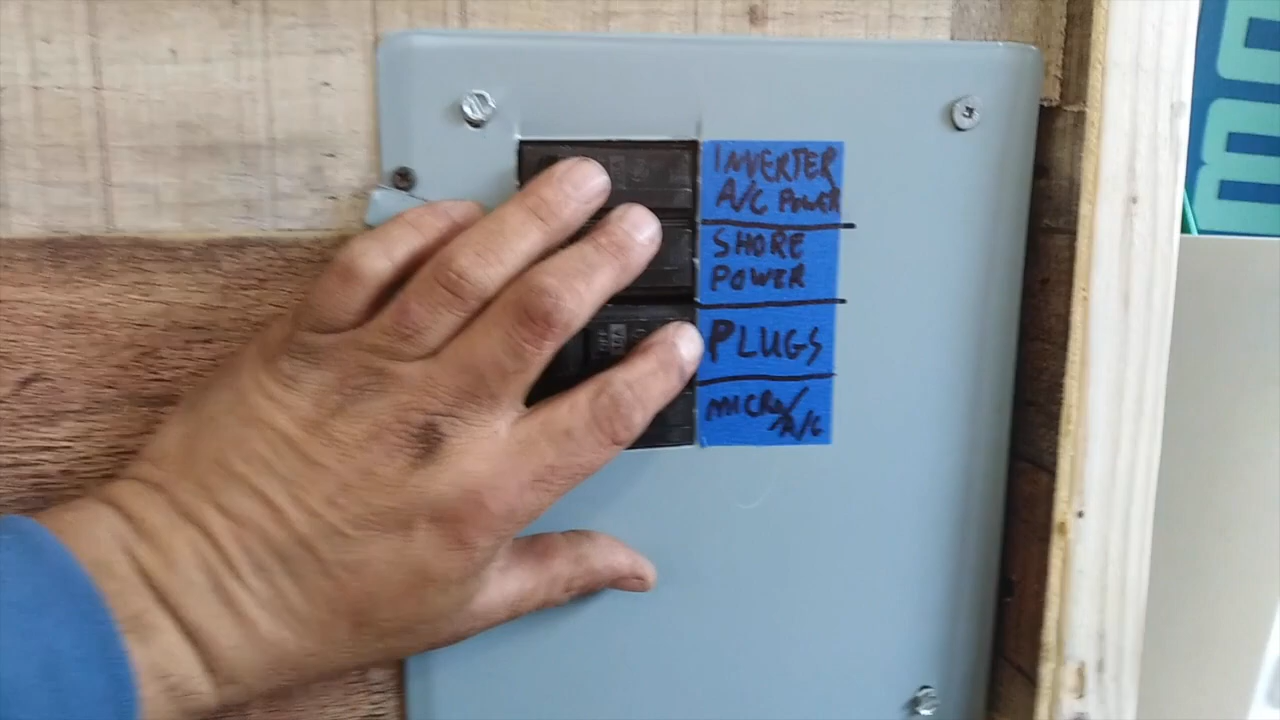 INVERTER
A/C POWER
SHORE
POWER
PLUGS
MICRO/
A/C